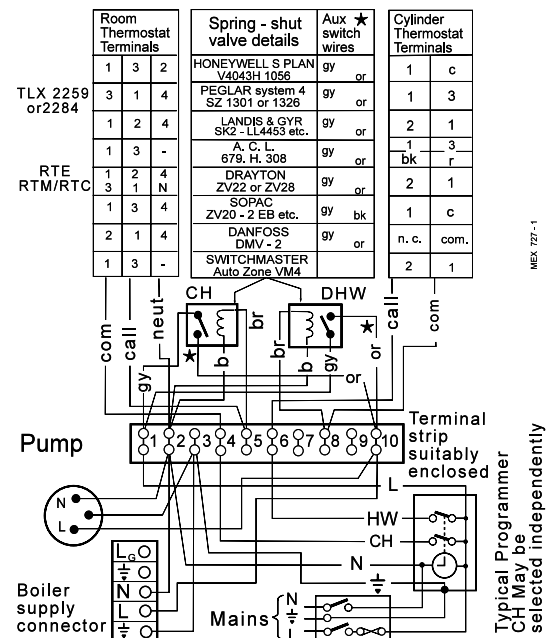 Room Thermostat Terminals
Spring - shut valve details
Aux ★ switch wires
Cylinder Thermostat Terminals
1 3 2
HONEYWELL S PLAN V4043H 1056
gy or
1 c
TLX 2259 or2284
3 1 4
PEGLAR system 4 SZ 1301 or 1326
gy or
1 3
1 2 4
LANDIS & GYR SK2 - LL4453 etc.
gy or
2 1
1 3 -
A. C. L. 679. H. 308
gy or
1 3
bk r
RTE RTM/RTC
1 2 4
3 1 N
DRAYTON ZV22 or ZV28
gy or
2 1
1 3 4
SOPAC ZV20 - 2 EB etc.
gy bk
1 c
2 1 4
DANFOSS DMV - 2
gy or
n. c. com.
1 3 -
SWITCHMASTER Auto Zone VM4
2 1
MEX 727 - 1
CH
DHW
com
call
neut
br
★
b
gy
br
b
gy
★
or
or
call
com
1 2 3 4 5 6 7 8 9 10
Terminal strip suitably enclosed
Pump
L
N
L
HW
CH
N
Typical Programmer
CH May be
selected independently
LG
N
L
Boiler supply connector
Mains
N
L